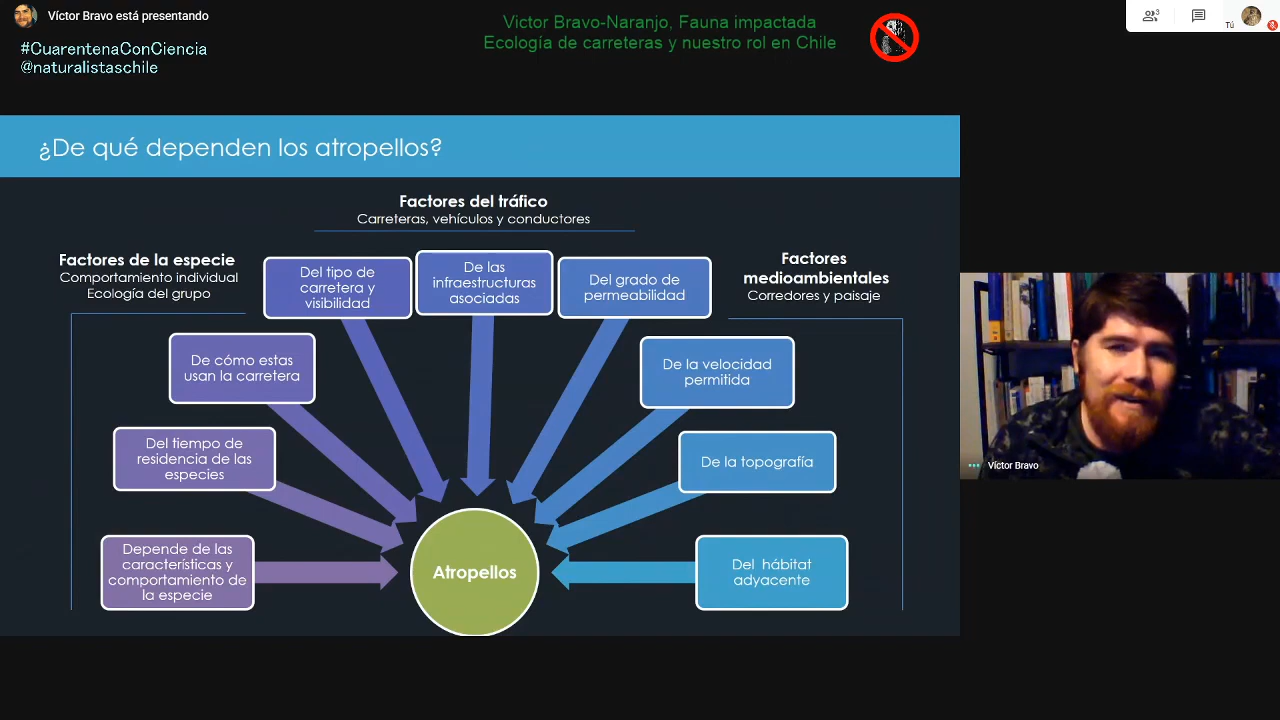 Víctor Bravo está presentando
#CuarentenaConCiencia
@naturalistaschile
Victor Bravo-Naranjo, Fauna impactada
Ecología de carreteras y nuestro rol en Chile
3
Tú
¿De qué dependen los atropellos?
Factores del tráfico
Carreteras, vehículos y conductores
Factores de la especie
Comportamiento individual
Ecología del grupo
Factores
medioambientales
Corredores y paisaje
Del tipo de
carretera y
visibilidad
De las
infraestructuras
asociadas
Del grado de
permeabilidad
De cómo estas
usan la carretera
De la velocidad
permitida
Del tiempo de
residencia de las
especies
De la topografía
Depende de las
características y
comportamiento de
la especie
Atropellos
Del hábitat
adyacente
Víctor Bravo